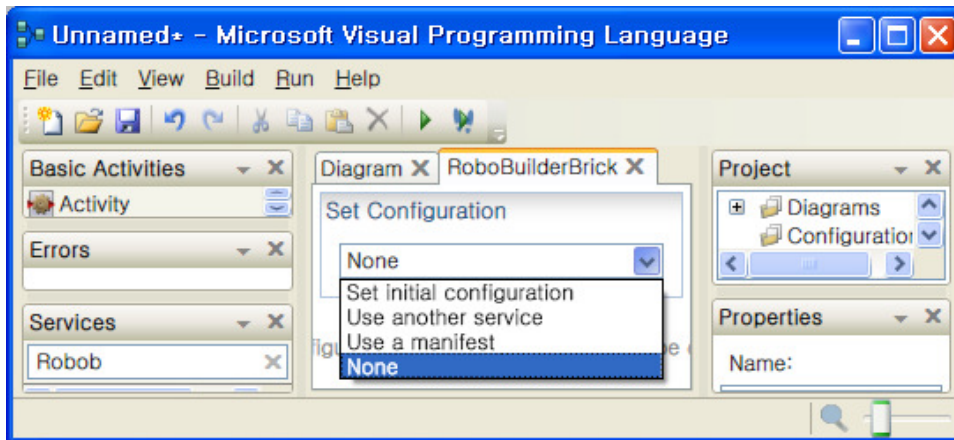 Unnamed* - Microsoft Visual Programming Language
File Edit View Build Run Help
Basic Activities
Activity
Errors
Services
Robob
Diagram RoboBuilderBrick
Set Configuration
None
Set initial configuration
Use another service
Use a manifest
None
Project
Diagrams
Configuration
Properties
Name: